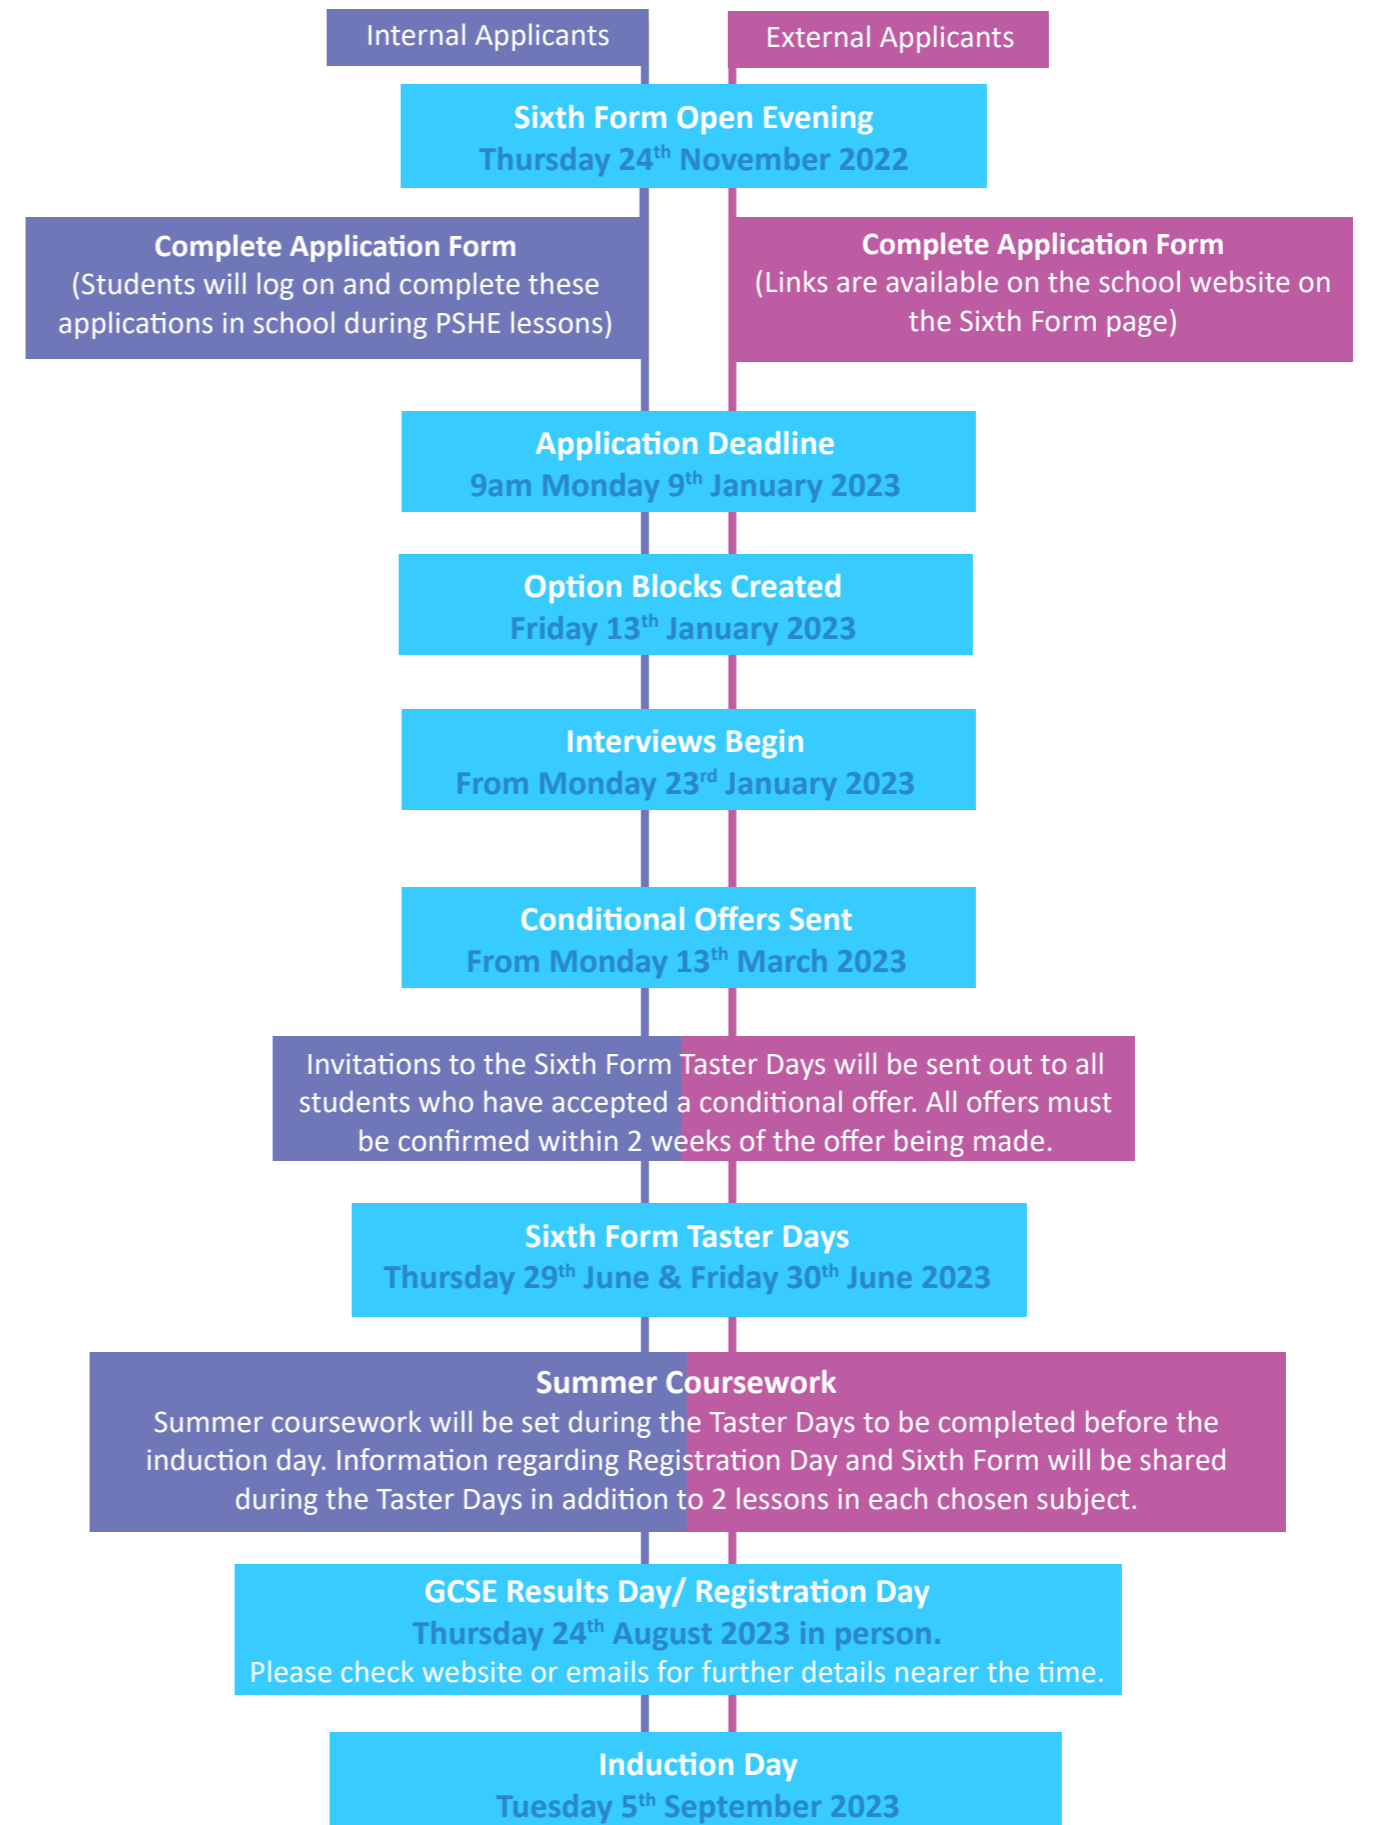 Internal Applicants
External Applicants
Sixth Form Open Evening
Thursday 24th November 2022
Complete Application Form
(Students will log on and complete these
applications in school during PSHE lessons)
Complete Application Form
(Links are available on the school website on
the Sixth Form page)
Application Deadline
9am Monday 9th January 2023
Option Blocks Created
Friday 13th January 2023
Interviews Begin
From Monday 23rd January 2023
Conditional Offers Sent
From Monday 13th March 2023
Invitations to the Sixth Form Taster Days will be sent out to all
students who have accepted a conditional offer. All offers must
be confirmed within 2 weeks of the offer being made.
Sixth Form Taster Days
Thursday 29th June & Friday 30th June 2023
Summer Coursework
Summer coursework will be set during the Taster Days to be completed before the
induction day. Information regarding Registration Day and Sixth Form will be shared
during the Taster Days in addition to 2 lessons in each chosen subject.
GCSE Results Day/ Registration Day
Thursday 24th August 2023 in person.
Please check website or emails for further details nearer the time.
Induction Day
Tuesday 5th September 2023